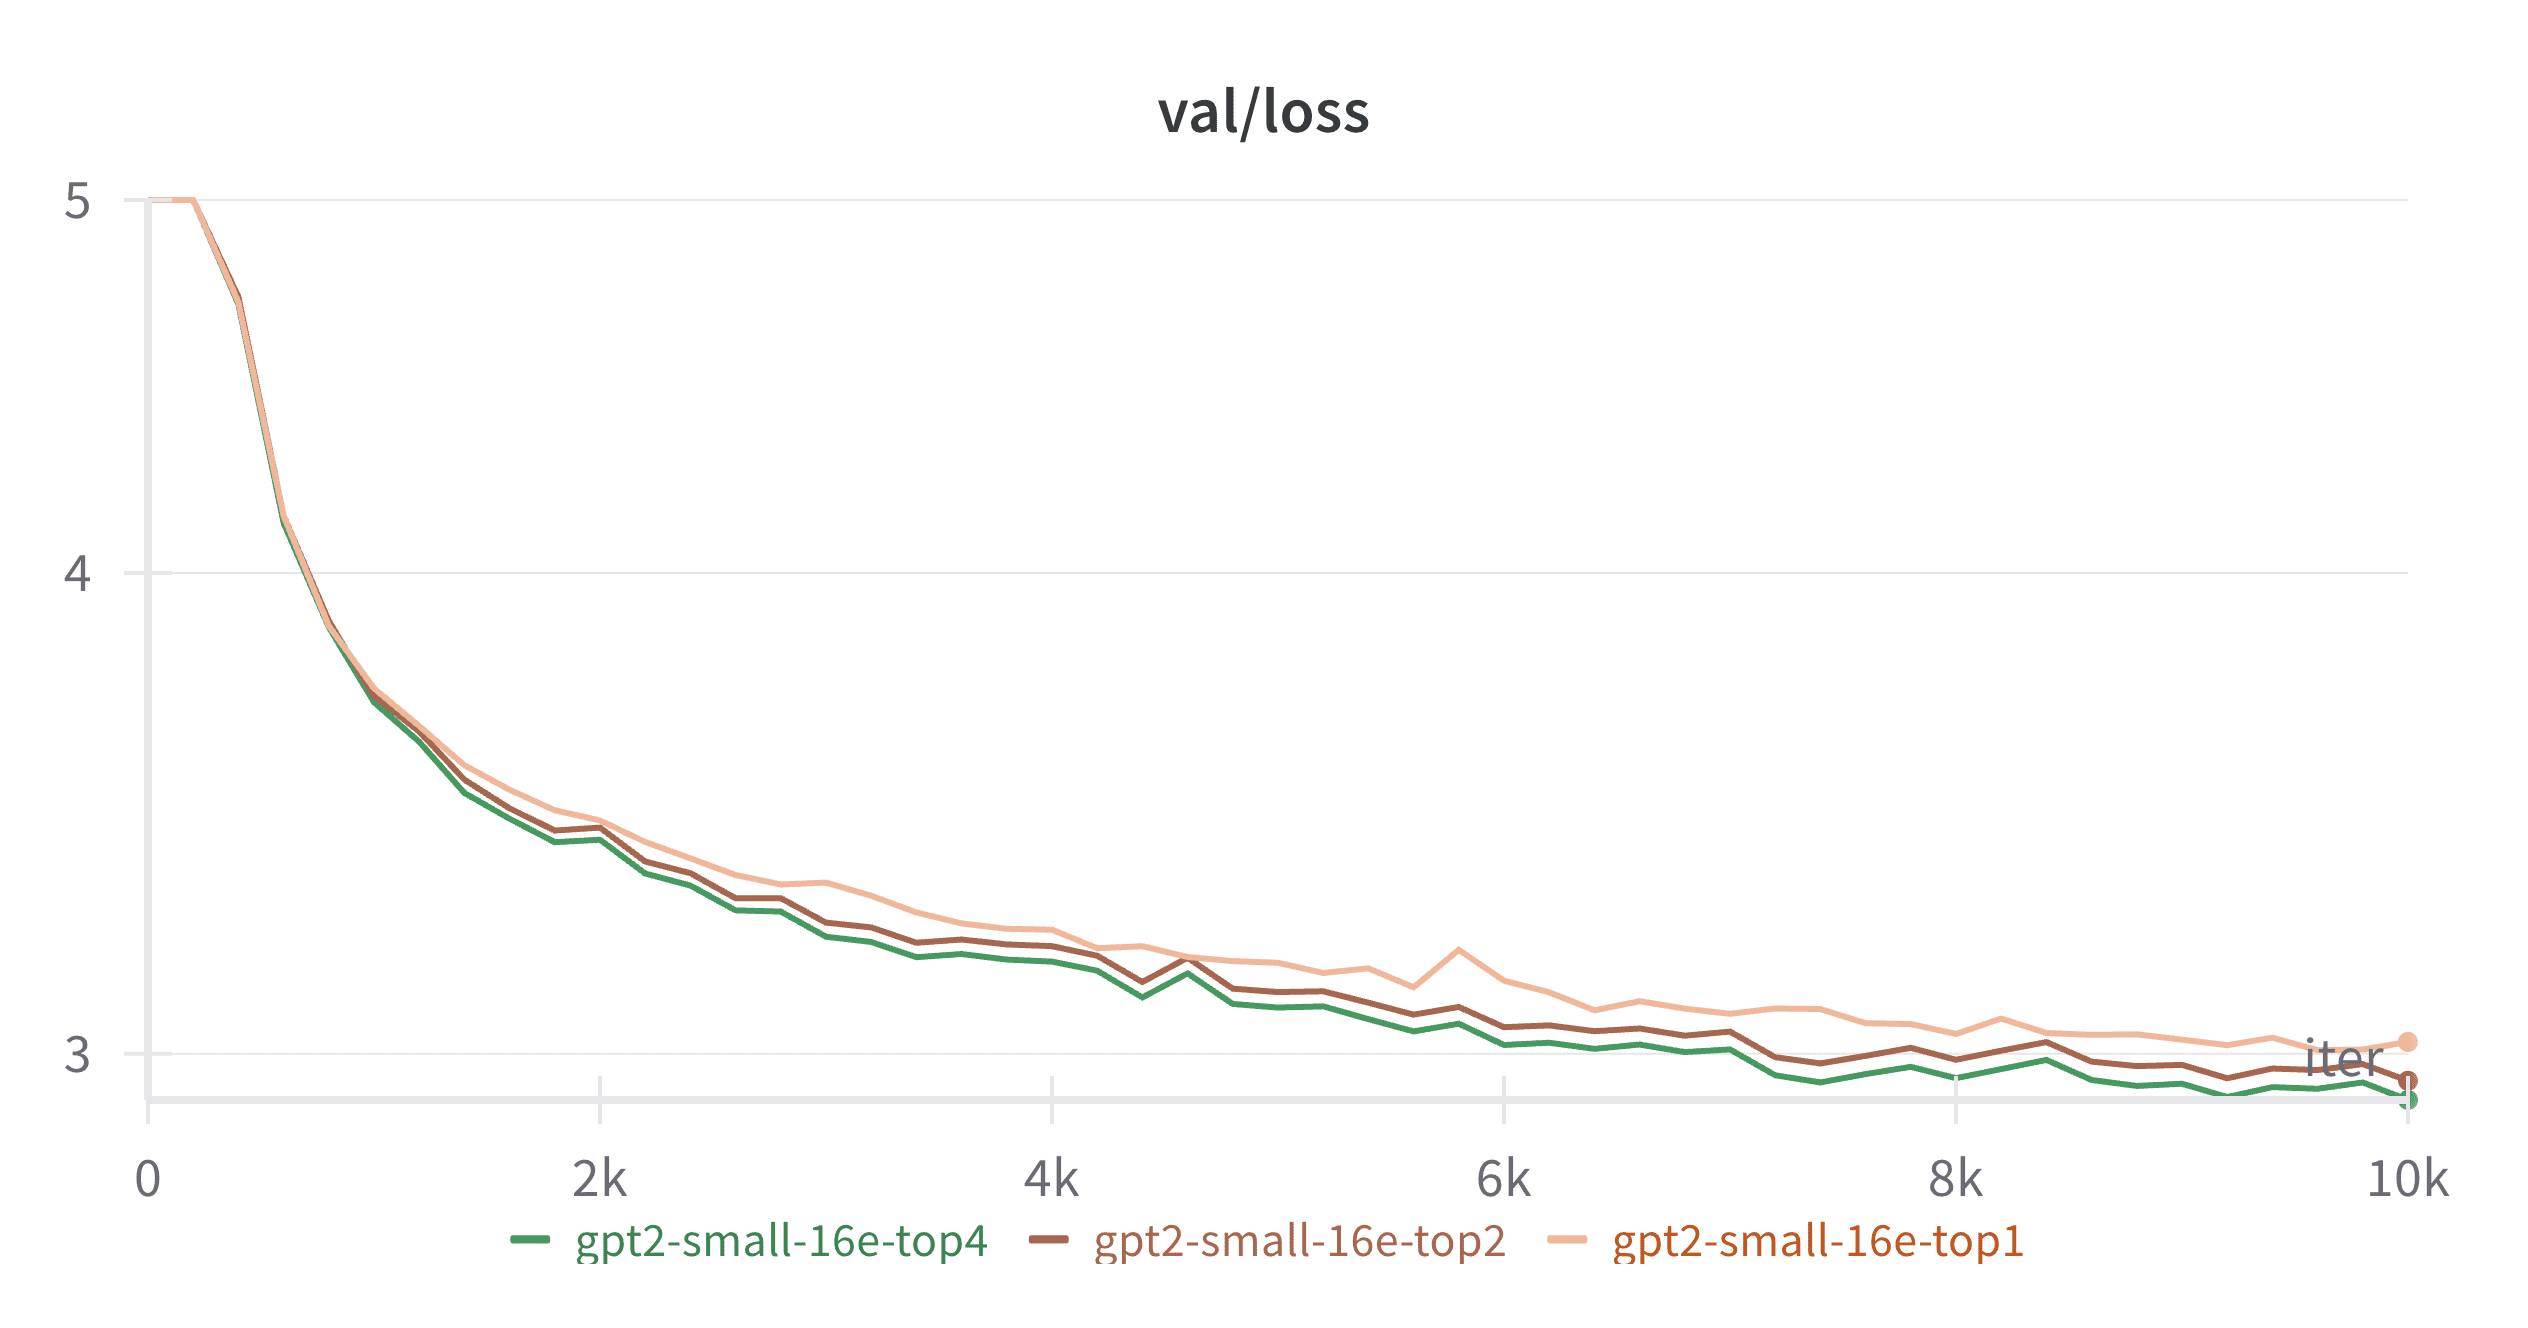 val/loss
5
4
3
iter
0 2k 4k 6k 8k 10k
gpt2-small-16e-top4 gpt2-small-16e-top2 gpt2-small-16e-top1